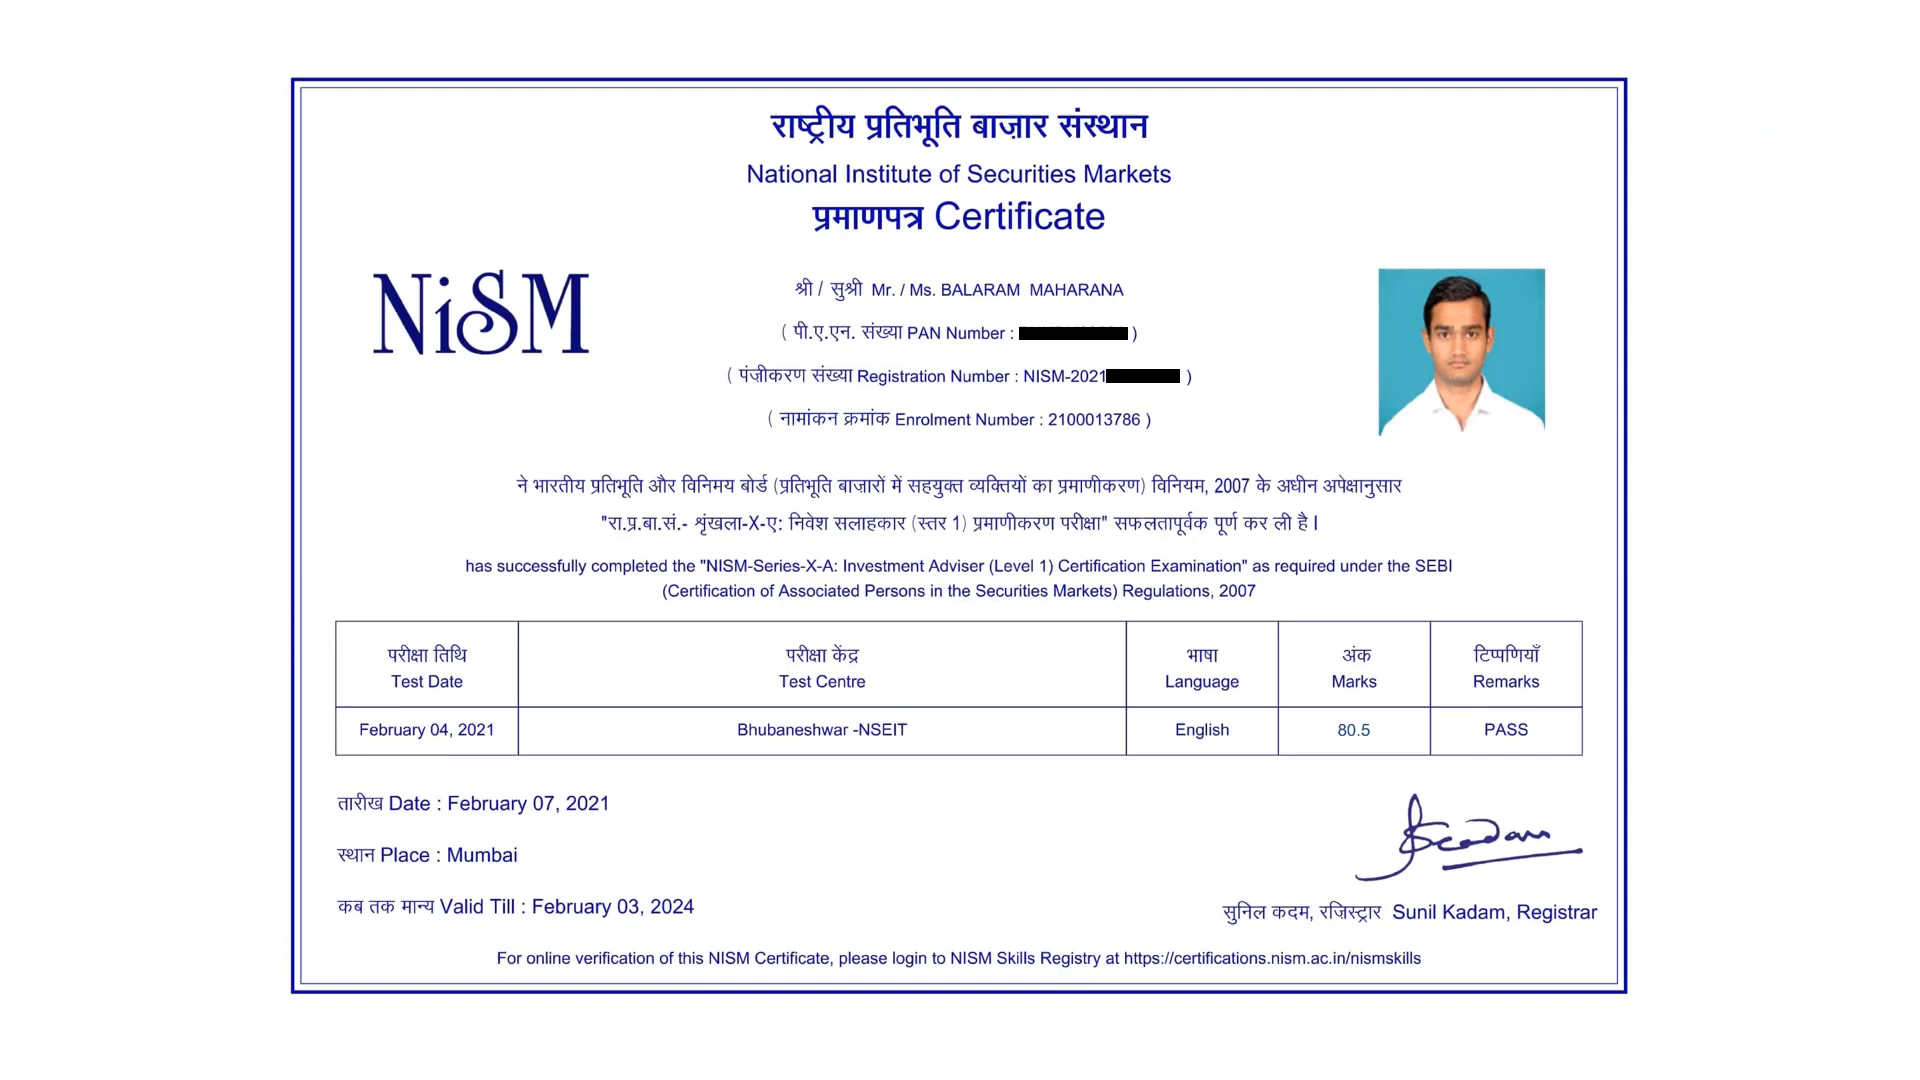 राष्ट्रीय प्रतिभूति बाज़ार संस्थान
National Institute of Securities Markets
प्रमाणपत्र Certificate
NiSM
श्री / सुश्री Mr. / Ms. BALARAM MAHARANA
( पी.ए.एन. संख्या PAN Number : )
( पंजीकरण संख्या Registration Number : NISM-2021 )
( नामांकन क्रमांक Enrolment Number : 2100013786 )
ने भारतीय प्रतिभूति और विनिमय बोर्ड (प्रतिभूति बाजारों में सहयुक्त व्यक्तियों का प्रमाणीकरण) विनियम, 2007 के अधीन अपेक्षानुसार
"रा.प्र.बा.सं.- शृंखला-X-ए: निवेश सलाहकार (स्तर 1) प्रमाणीकरण परीक्षा" सफलतापूर्वक पूर्ण कर ली है l
has successfully completed the "NISM-Series-X-A: Investment Adviser (Level 1) Certification Examination" as required under the SEBI
(Certification of Associated Persons in the Securities Markets) Regulations, 2007
परीक्षा तिथि परीक्षा केंद्र भाषा अंक टिप्पणियाँ
Test Date Test Centre Language Marks Remarks
February 04, 2021 Bhubaneshwar -NSEIT English 80.5 PASS
तारीख Date : February 07, 2021
स्थान Place : Mumbai
कब तक मान्य Valid Till : February 03, 2024
Skadam
सुनिल कदम, रजिस्ट्रार Sunil Kadam, Registrar
For online verification of this NISM Certificate, please login to NISM Skills Registry at https://certifications.nism.ac.in/nismskills